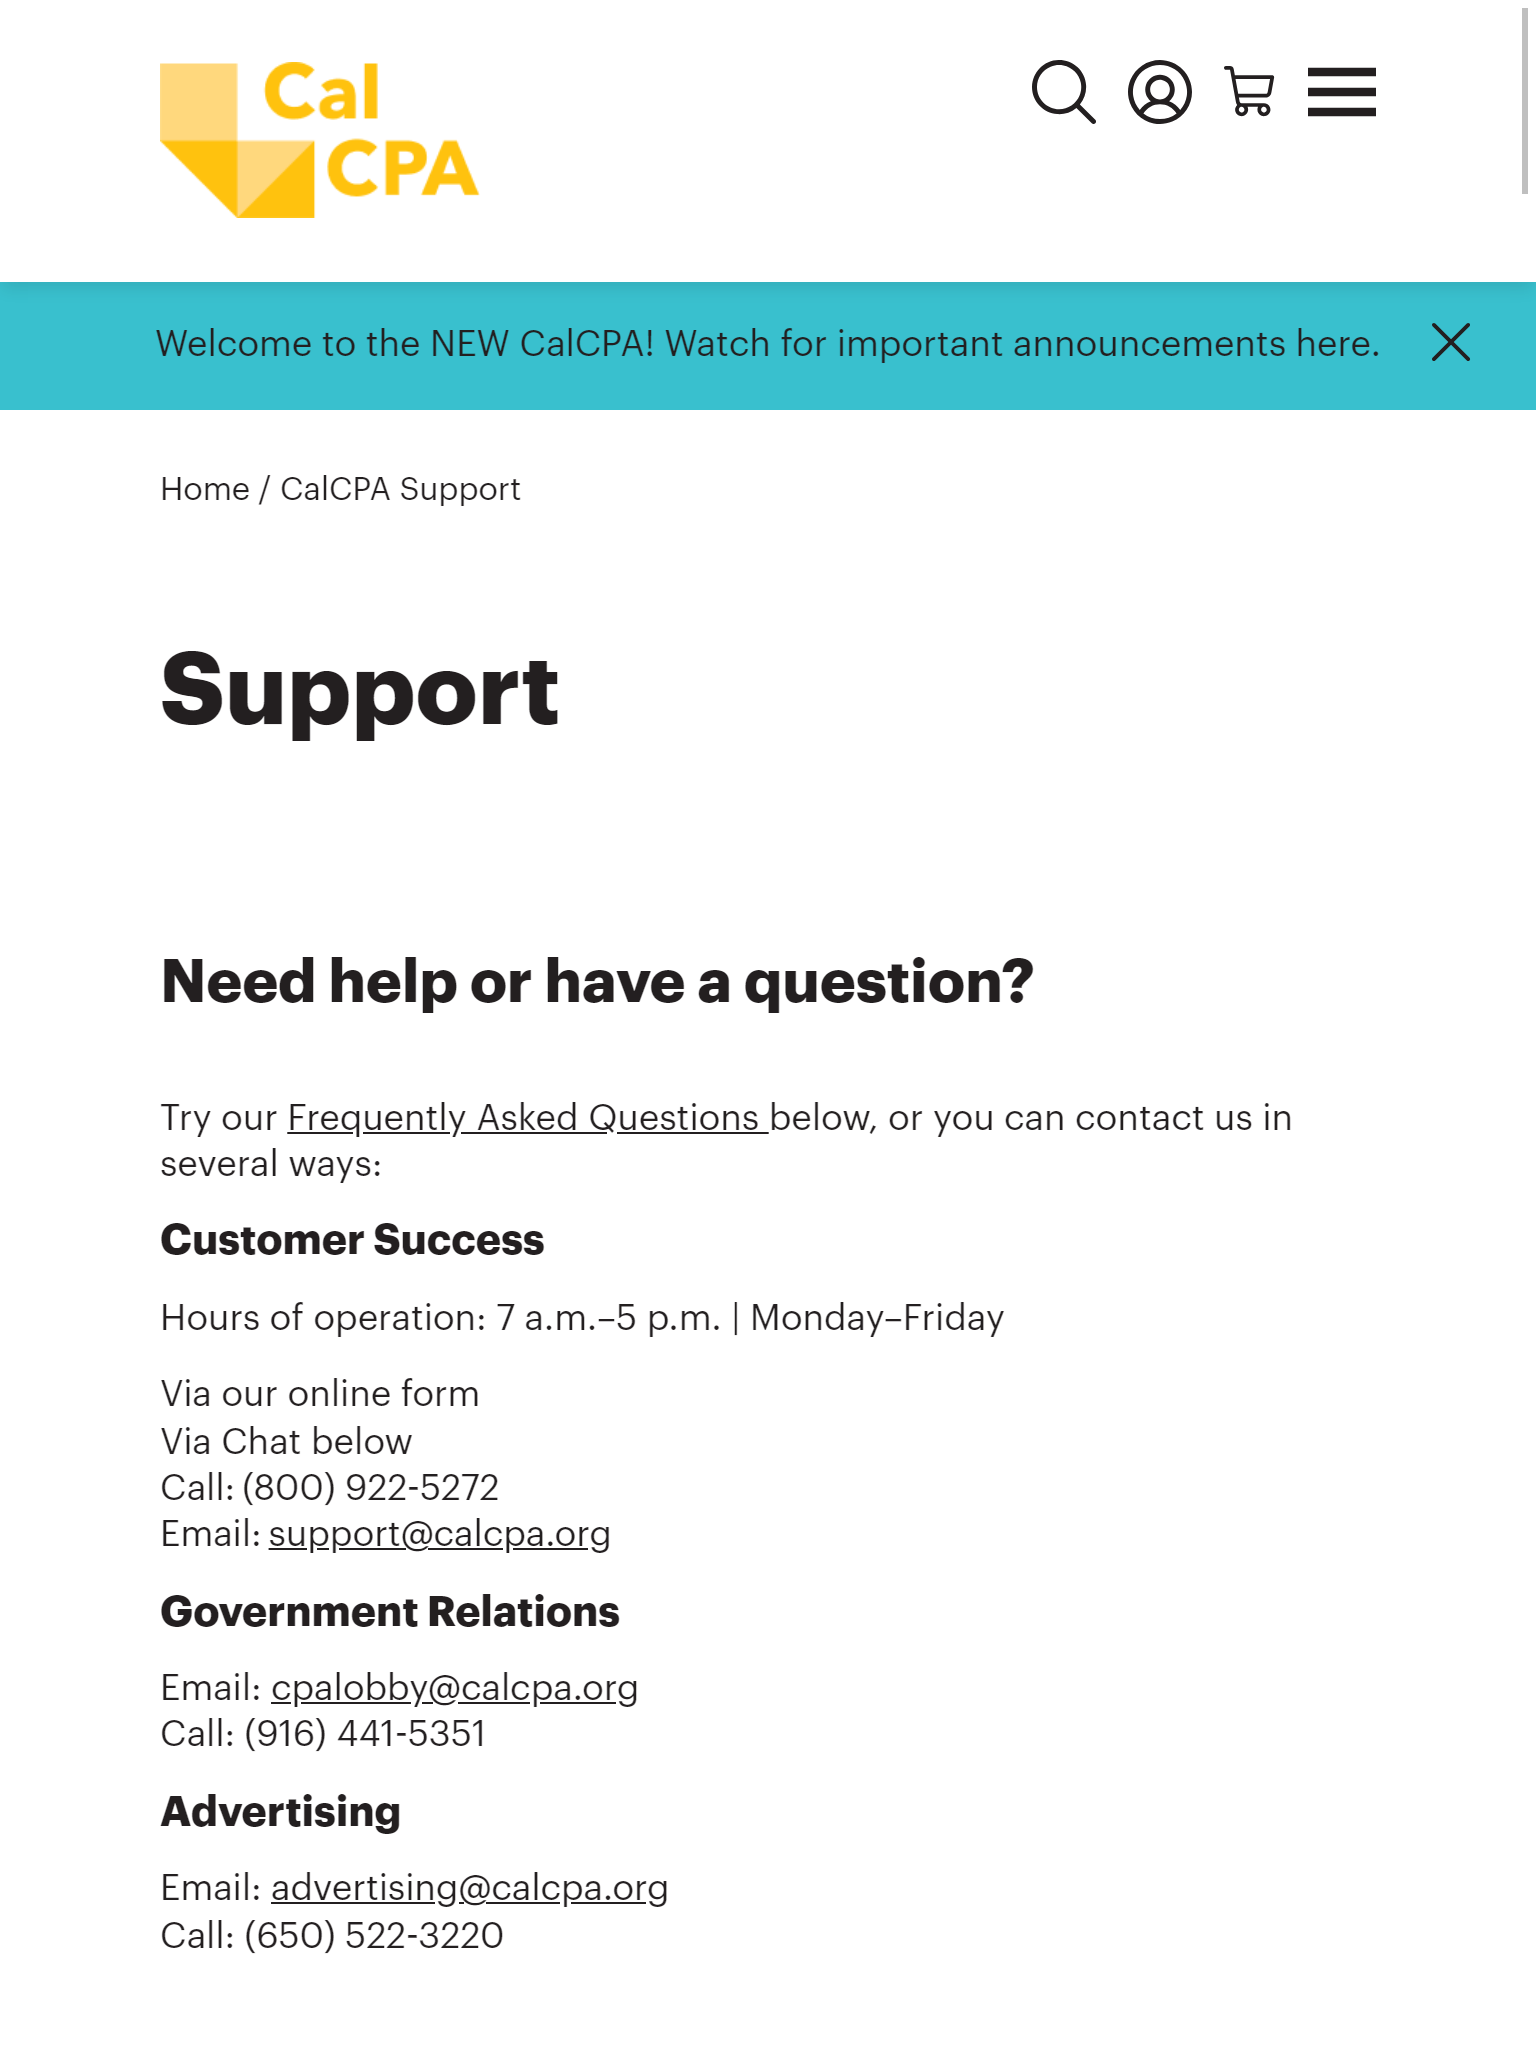 Cal
CPA
Welcome to the NEW CalCPA! Watch for important announcements here.
Home / CalCPA Support
Support
Need help or have a question?
Try our Frequently Asked Questions below, or you can contact us in
several ways:
Customer Success
Hours of operation: 7 a.m.–5 p.m. | Monday–Friday
Via our online form
Via Chat below
Call: (800) 922-5272
Email: support@calcpa.org
Government Relations
Email: cpalobby@calcpa.org
Call: (916) 441-5351
Advertising
Email: advertising@calcpa.org
Call: (650) 522-3220